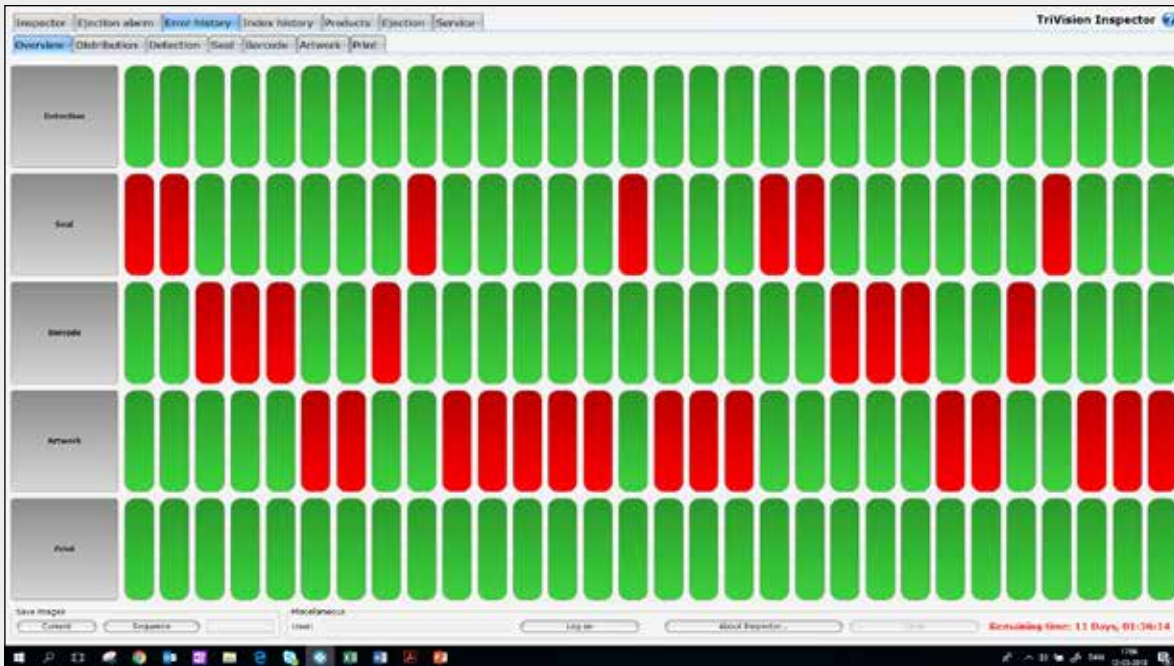 Inspector Ejection alarm Error history Index history Products Ejection Service
TriVision Inspector
Overview Distribution Detection Seal Barcode Artwork Print
Detection
Seal
Barcode
Artwork
Print
Save images
Miscellaneous
Current Sequence
User:
Log on
About Inspector...
Remaining time: 11 Days, 01:36:14